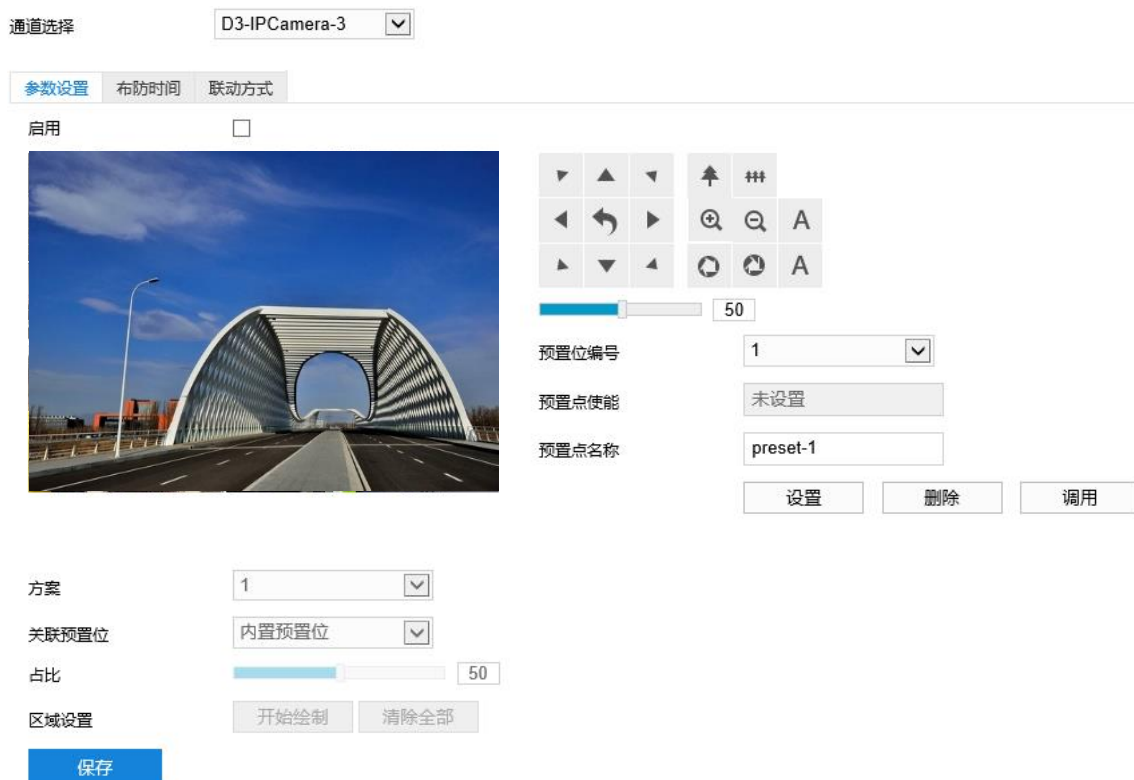 通道选择 D3-IPCamera-3
参数设置 布防时间 联动方式
启用
A
A
50
预置位编号 1
预置点使能 未设置
预置点名称 preset-1
设置 删除 调用
方案 1
关联预置位 内置预置位
占比 50
区域设置 开始绘制 清除全部
保存